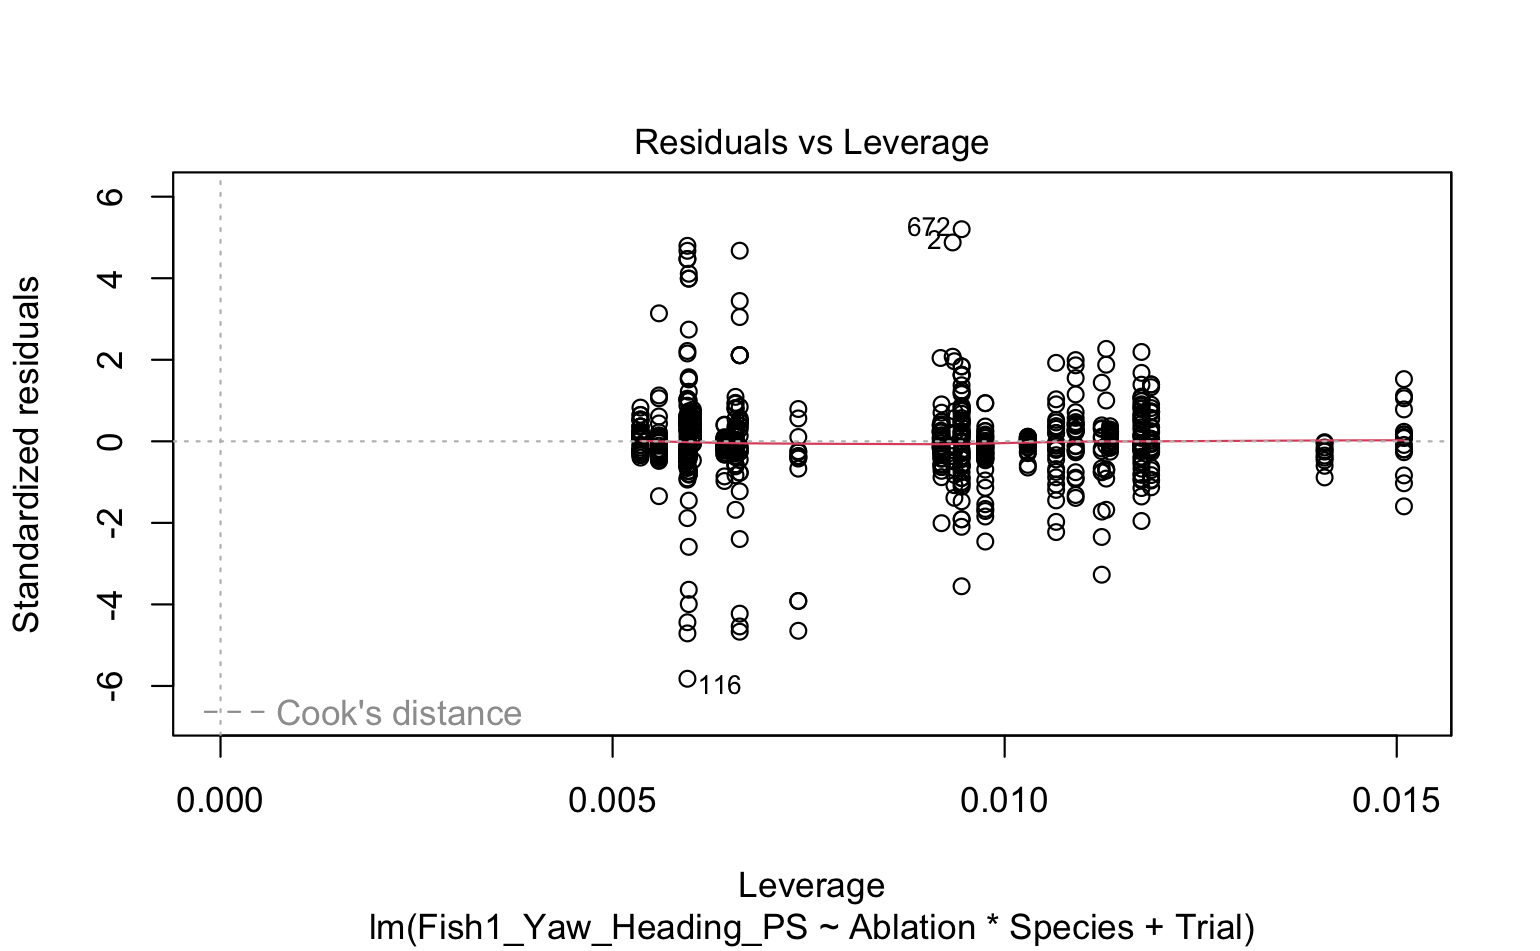 Residuals vs Leverage
Standardized residuals
6
4
2
0
-2
-4
-6
672
2
116
Cook's distance
0.000 0.005 0.010 0.015
Leverage
lm(Fish1_Yaw_Heading_PS ~ Ablation * Species + Trial)